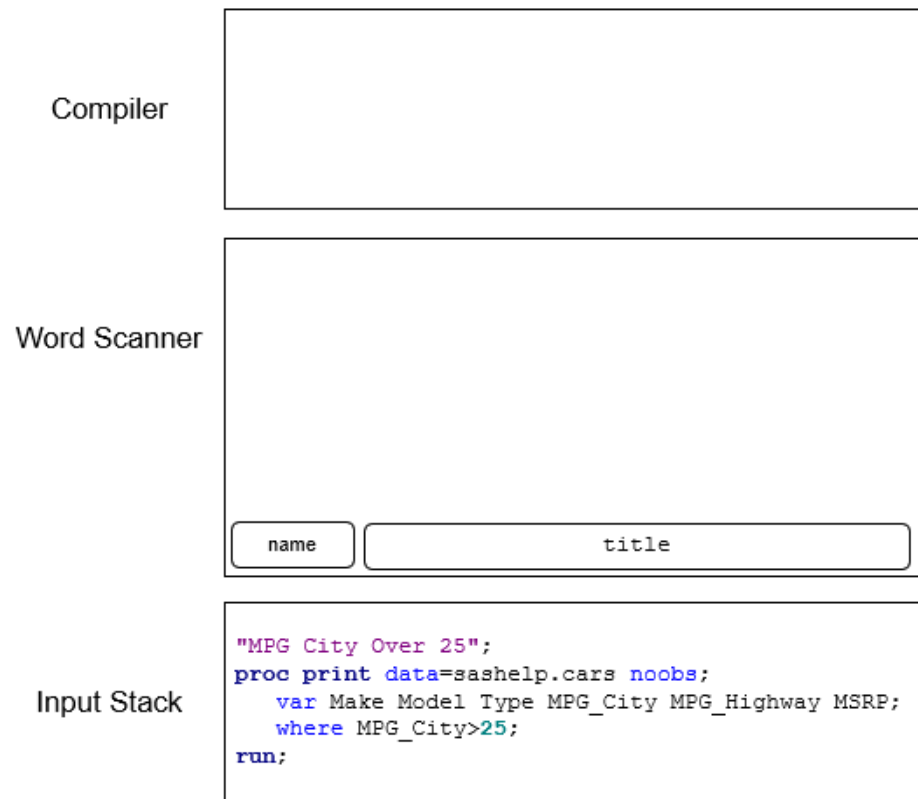 Compiler
Word Scanner
name title
Input Stack
"MPG City Over 25";
proc print data=sashelp.cars noobs;
   var Make Model Type MPG_City MPG_Highway MSRP;
   where MPG_City>25;
run;